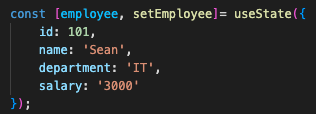 const [employee, setEmployee]= useState({
    id: 101,
    name: 'Sean',
    department: 'IT',
    salary: '3000'
});